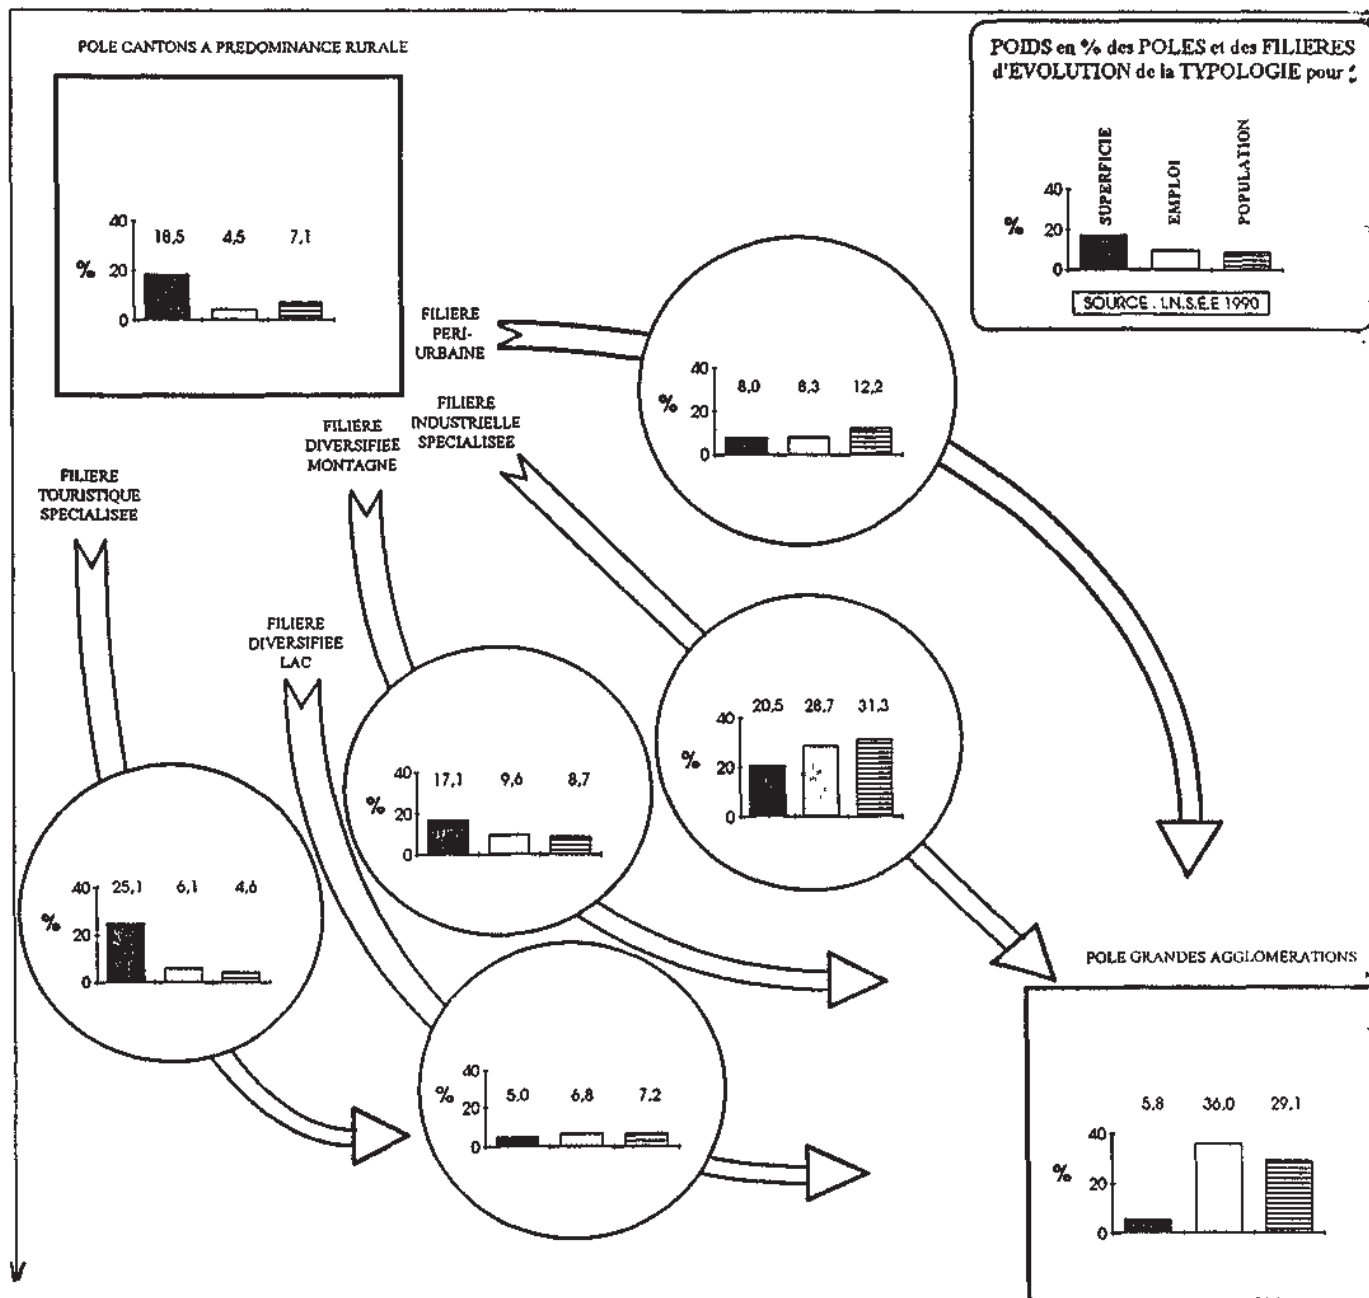 POLE CANTONS A PREDOMINANCE RURALE
40
20
0
%
18,5 4,5 7,1
POIDS en % des POLES et des FILIERES
d'EVOLUTION de la TYPOLOGIE pour
SUPERFICIE
EMPLOI
POPULATION
40
20
0
%
SOURCE . I.N.S.E.E 1990
FILIERE
PERI-
URBAINE
40
20
0
%
8,0 8,3 12,2
FILIERE
INDUSTRIELLE
SPECIALISEE
40
20
0
%
20,5 28,7 31,3
FILIERE
DIVERSIFIEE
MONTAGNE
40
20
0
%
17,1 9,6 8,7
FILIERE
TOURISTIQUE
SPECIALISEE
40
20
0
%
25,1 6,1 4,6
FILIERE
DIVERSIFIEE
LAC
40
20
0
%
5,0 6,8 7,2
POLE GRANDES AGGLOMERATIONS
40
20
0
%
5,8 36,0 29,1